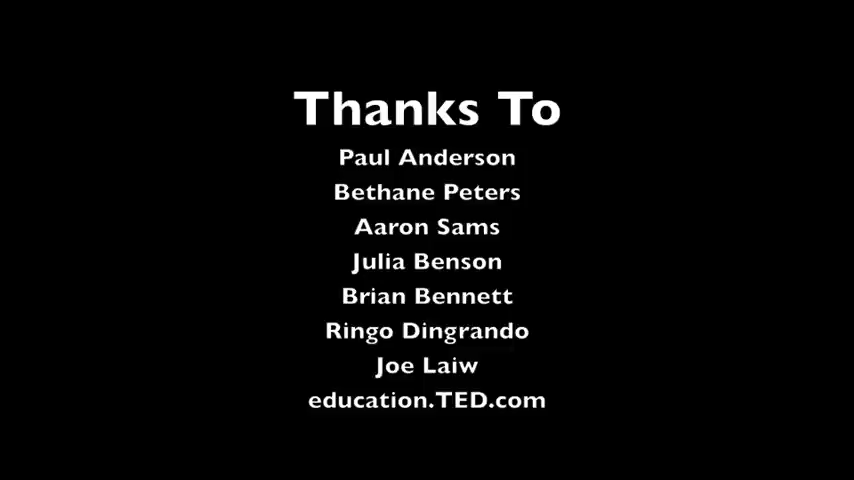 Thanks To
Paul Anderson
Bethane Peters
Aaron Sams
Julia Benson
Brian Bennett
Ringo Dingrando
Joe Laiw
education.TED.com